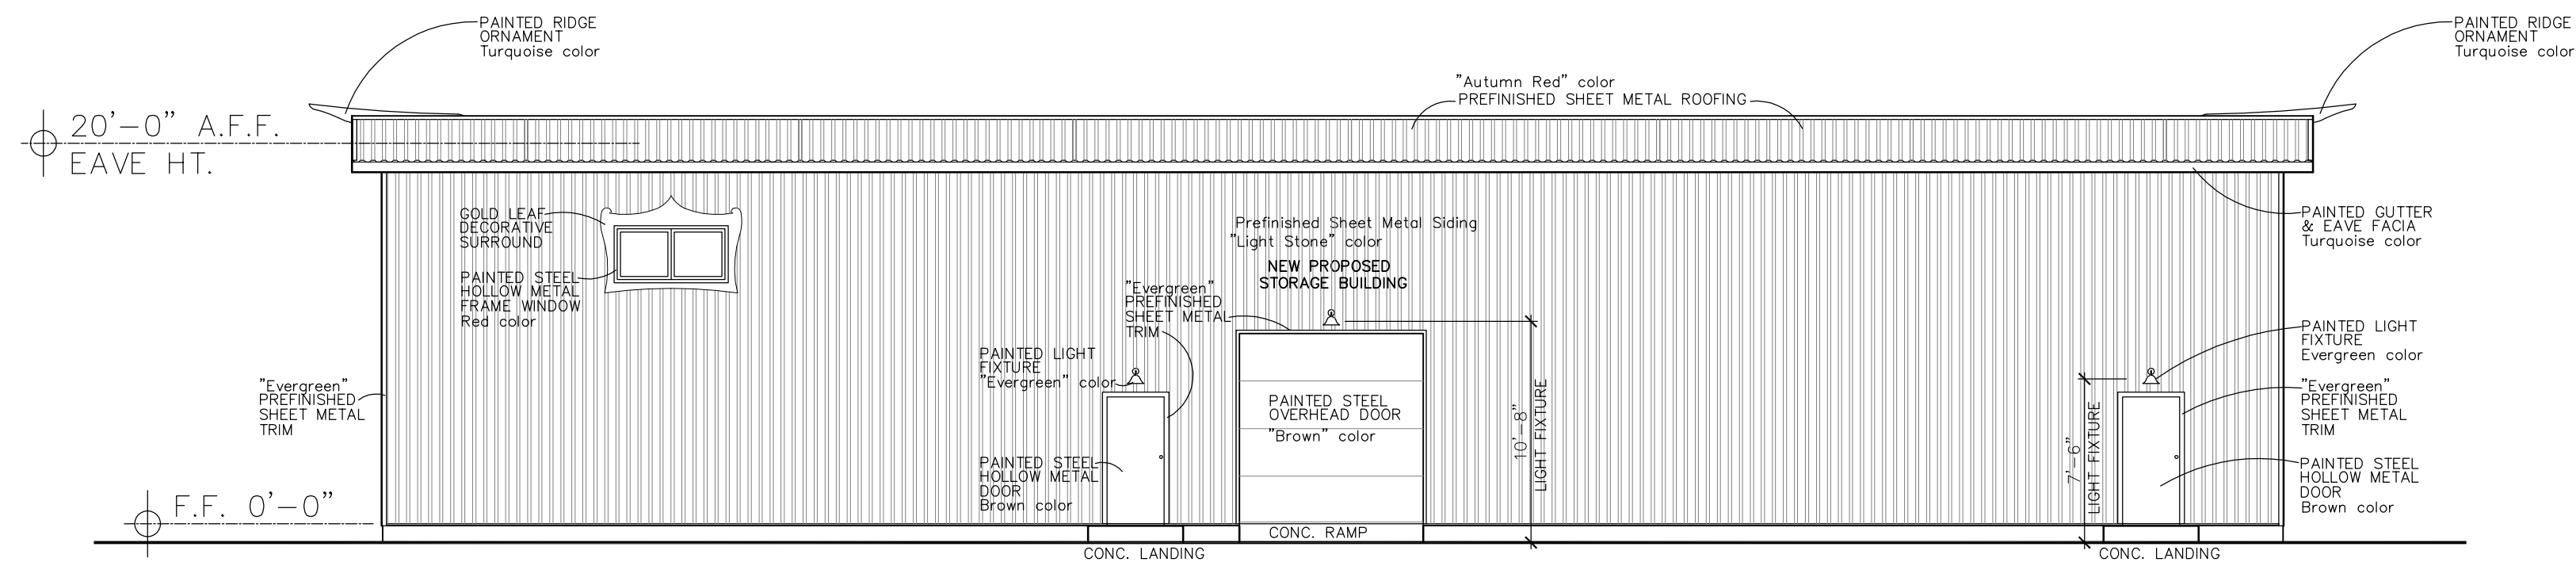 PAINTED RIDGE
ORNAMENT
Turquoise color
PAINTED RIDGE
ORNAMENT
Turquoise color
"Autumn Red" color
PREFINISHED SHEET METAL ROOFING
20'-0" A.F.F.
EAVE HT.
GOLD LEAF
DECORATIVE
SURROUND
PAINTED STEEL
HOLLOW METAL
FRAME WINDOW
Red color
Prefinished Sheet Metal Siding
"Light Stone" color
NEW PROPOSED
STORAGE BUILDING
PAINTED GUTTER
& EAVE FACIA
Turquoise color
"Evergreen"
PREFINISHED
SHEET METAL
TRIM
PAINTED LIGHT
FIXTURE
"Evergreen" color
PAINTED LIGHT
FIXTURE
Evergreen color
"Evergreen"
PREFINISHED
SHEET METAL
TRIM
PAINTED STEEL
OVERHEAD DOOR
"Brown" color
10'-8"
LIGHT FIXTURE
7'-6"
LIGHT FIXTURE
"Evergreen"
PREFINISHED
SHEET METAL
TRIM
PAINTED STEEL
HOLLOW METAL
DOOR
Brown color
PAINTED STEEL
HOLLOW METAL
DOOR
Brown color
F.F. 0'-0"
CONC. RAMP
CONC. LANDING
CONC. LANDING